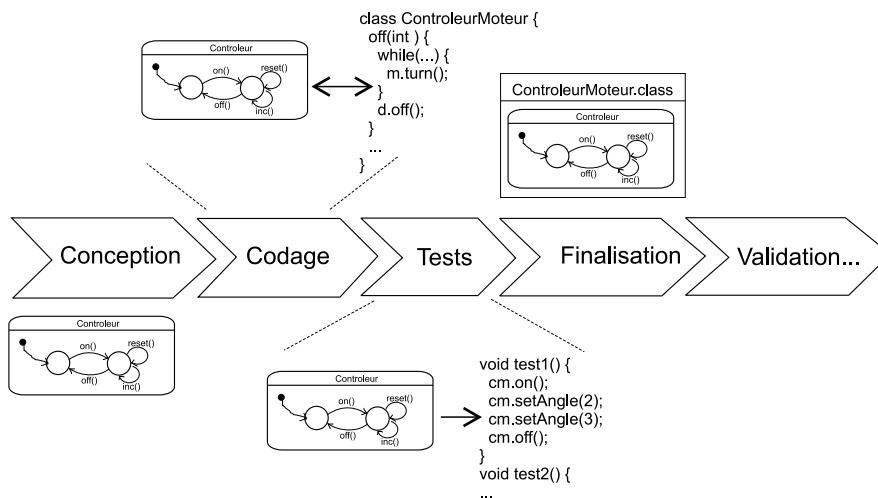 class ControleurMoteur {
off(int ) {
while(...) {
m.turn();
}
d.off();
}
...
}
Controleur
on()
reset()
off()
inc()
ControleurMoteur.class
Controleur
on()
reset()
off()
inc()
Conception
Codage
Tests
Finalisation
Validation...
Controleur
on()
reset()
off()
inc()
Controleur
on()
reset()
off()
inc()
void test1() {
cm.on();
cm.setAngle(2);
cm.setAngle(3);
cm.off();
}
void test2() {
...